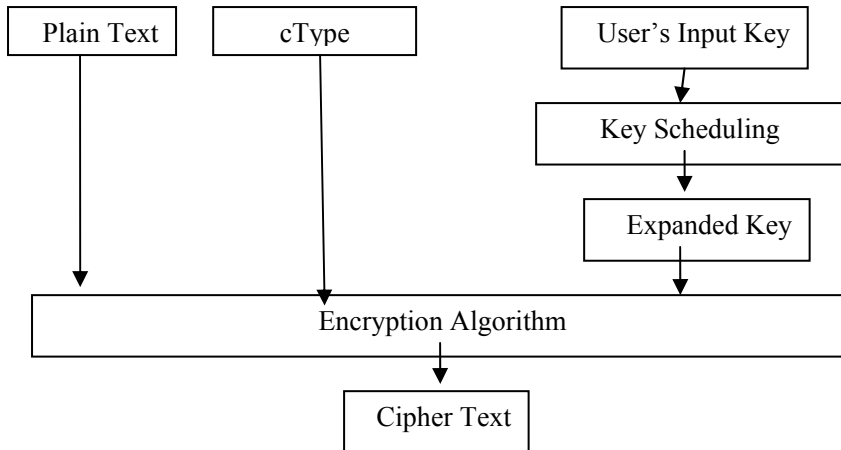 Plain Text
cType
User’s Input Key
Key Scheduling
Expanded Key
Encryption Algorithm
Cipher Text